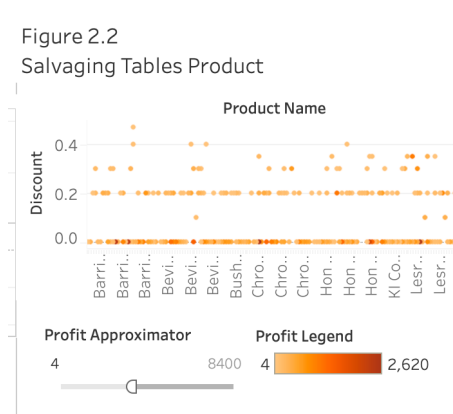 Figure 2.2
Salvaging Tables Product
Product Name
Discount
0.4
0.2
0.0
Barri..
Barri..
Barri..
Bevi..
Bevi..
Bevi..
Bush..
Chro..
Chro..
Chro..
Hon ..
Hon ..
Hon ..
KI Co..
Lesr..
Lesr..
Profit Approximator
4 8400
Profit Legend
4 2,620